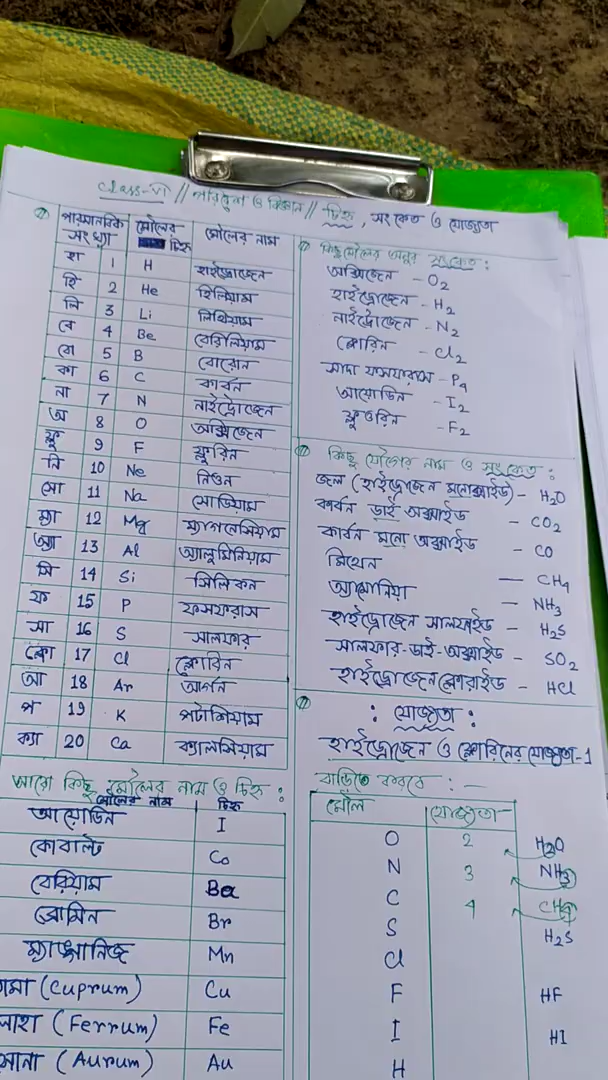 Class-VI // পরিবেশ ও বিজ্ঞান // চিহ্ন, সংকেত ও যোজ্যতা
পারমানবিক সংখ্যা মৌলের চিহ্ন মৌলের নাম
হা 1 H হাইড্রোজেন
হি 2 He হিলিয়াম
লি 3 Li লিথিয়াম
বে 4 Be বেরিলিয়াম
বো 5 B বোরোন
কা 6 C কার্বন
না 7 N নাইট্রোজেন
অ 8 O অক্সিজেন
ফ্লু 9 F ফ্লুরিন
নি 10 Ne নিওন
সো 11 Na সোডিয়াম
ম্যা 12 Mg ম্যাগনেসিয়াম
অ্যা 13 Al অ্যালুমিনিয়াম
সি 14 Si সিলিকন
ফ 15 P ফসফরাস
সা 16 S সালফার
ক্লো 17 Cl ক্লোরিন
আ 18 Ar আর্গন
প 19 K পটাশিয়াম
ক্যা 20 Ca ক্যালসিয়াম
আরো কিছু মৌলের নাম ও চিহ্ন :
মৌলের নাম চিহ্ন
আয়োডিন I
কোবাল্ট Co
বেরিয়াম Ba
ব্রোমিন Br
ম্যাঙ্গানিজ Mn
তামা (Cuprum) Cu
লোহা (Ferrum) Fe
সোনা (Aurum) Au
কিছু মৌলের অনুর সংকেত :
অক্সিজেন - O₂
হাইড্রোজেন - H₂
নাইট্রোজেন - N₂
ক্লোরিন - Cl₂
সাদা ফসফরাস - P₄
আয়োডিন - I₂
ফ্লুওরিন - F₂
কিছু যৌগের নাম ও সংকেত :
জল (হাইড্রোজেন মনোক্সাইড) - H₂O
কার্বন ডাই অক্সাইড - CO₂
কার্বন মনো অক্সাইড - CO
মিথেন — CH₄
অ্যামোনিয়া - NH₃
হাইড্রোজেন সালফাইড - H₂S
সালফার-ডাই-অক্সাইড - SO₂
হাইড্রোজেন ক্লোরাইড - HCl
: যোজ্যতা :
হাইড্রোজেন ও ক্লোরিনের যোজ্যতা-1
বাড়িতে করবে : —
মৌল যোজ্যতা
O 2 H₂O
N 3 NH₃
C 4 CH₄
S H₂S
Cl
F HF
I HI
H